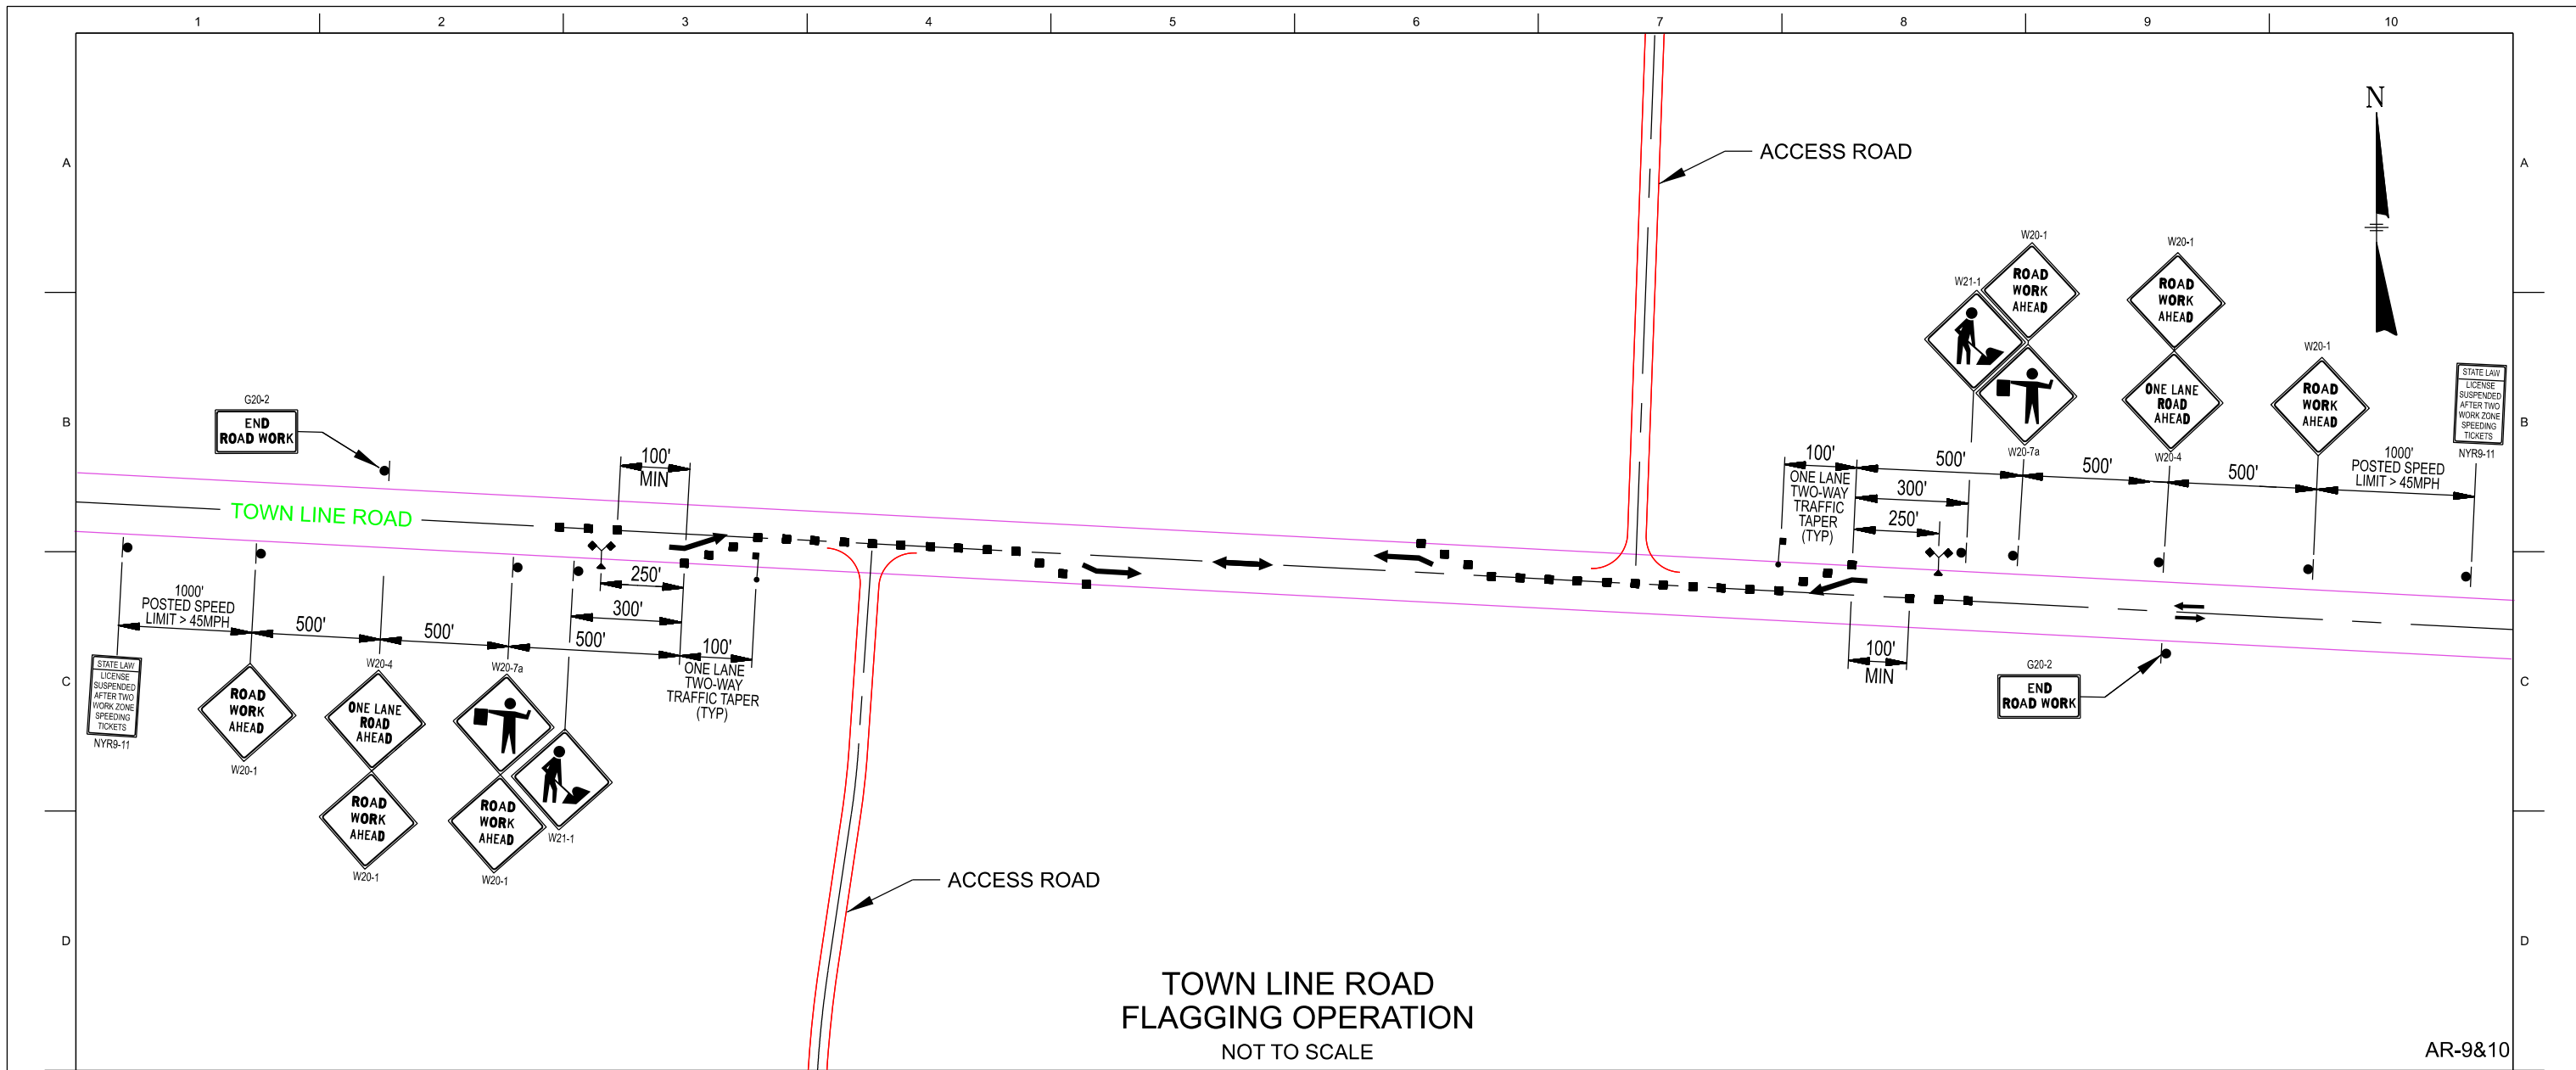 1 2 3 4 5 6 7 8 9 10
A
A
N
ACCESS ROAD
W20-1
ROAD
WORK
AHEAD
W20-1
ROAD
WORK
AHEAD
W21-1
W20-7a
ONE LANE
ROAD
AHEAD
W20-4
W20-1
ROAD
WORK
AHEAD
STATE LAW
LICENSE
SUSPENDED
AFTER TWO
WORK ZONE
SPEEDING
TICKETS
NYR9-11
B
B
G20-2
END
ROAD WORK
100'
MIN
100'
ONE LANE
TWO-WAY
TRAFFIC
TAPER
(TYP)
500'
300'
250'
500'
500'
1000'
POSTED SPEED
LIMIT > 45MPH
TOWN LINE ROAD
1000'
POSTED SPEED
LIMIT > 45MPH
500'
500'
250'
300'
500'
100'
ONE LANE
TWO-WAY
TRAFFIC TAPER
(TYP)
100'
MIN
G20-2
END
ROAD WORK
C
C
STATE LAW
LICENSE
SUSPENDED
AFTER TWO
WORK ZONE
SPEEDING
TICKETS
NYR9-11
ROAD
WORK
AHEAD
W20-1
W20-4
ONE LANE
ROAD
AHEAD
ROAD
WORK
AHEAD
W20-1
W20-7a
ROAD
WORK
AHEAD
W20-1
W21-1
ACCESS ROAD
D
D
TOWN LINE ROAD
FLAGGING OPERATION
NOT TO SCALE
AR-9&10